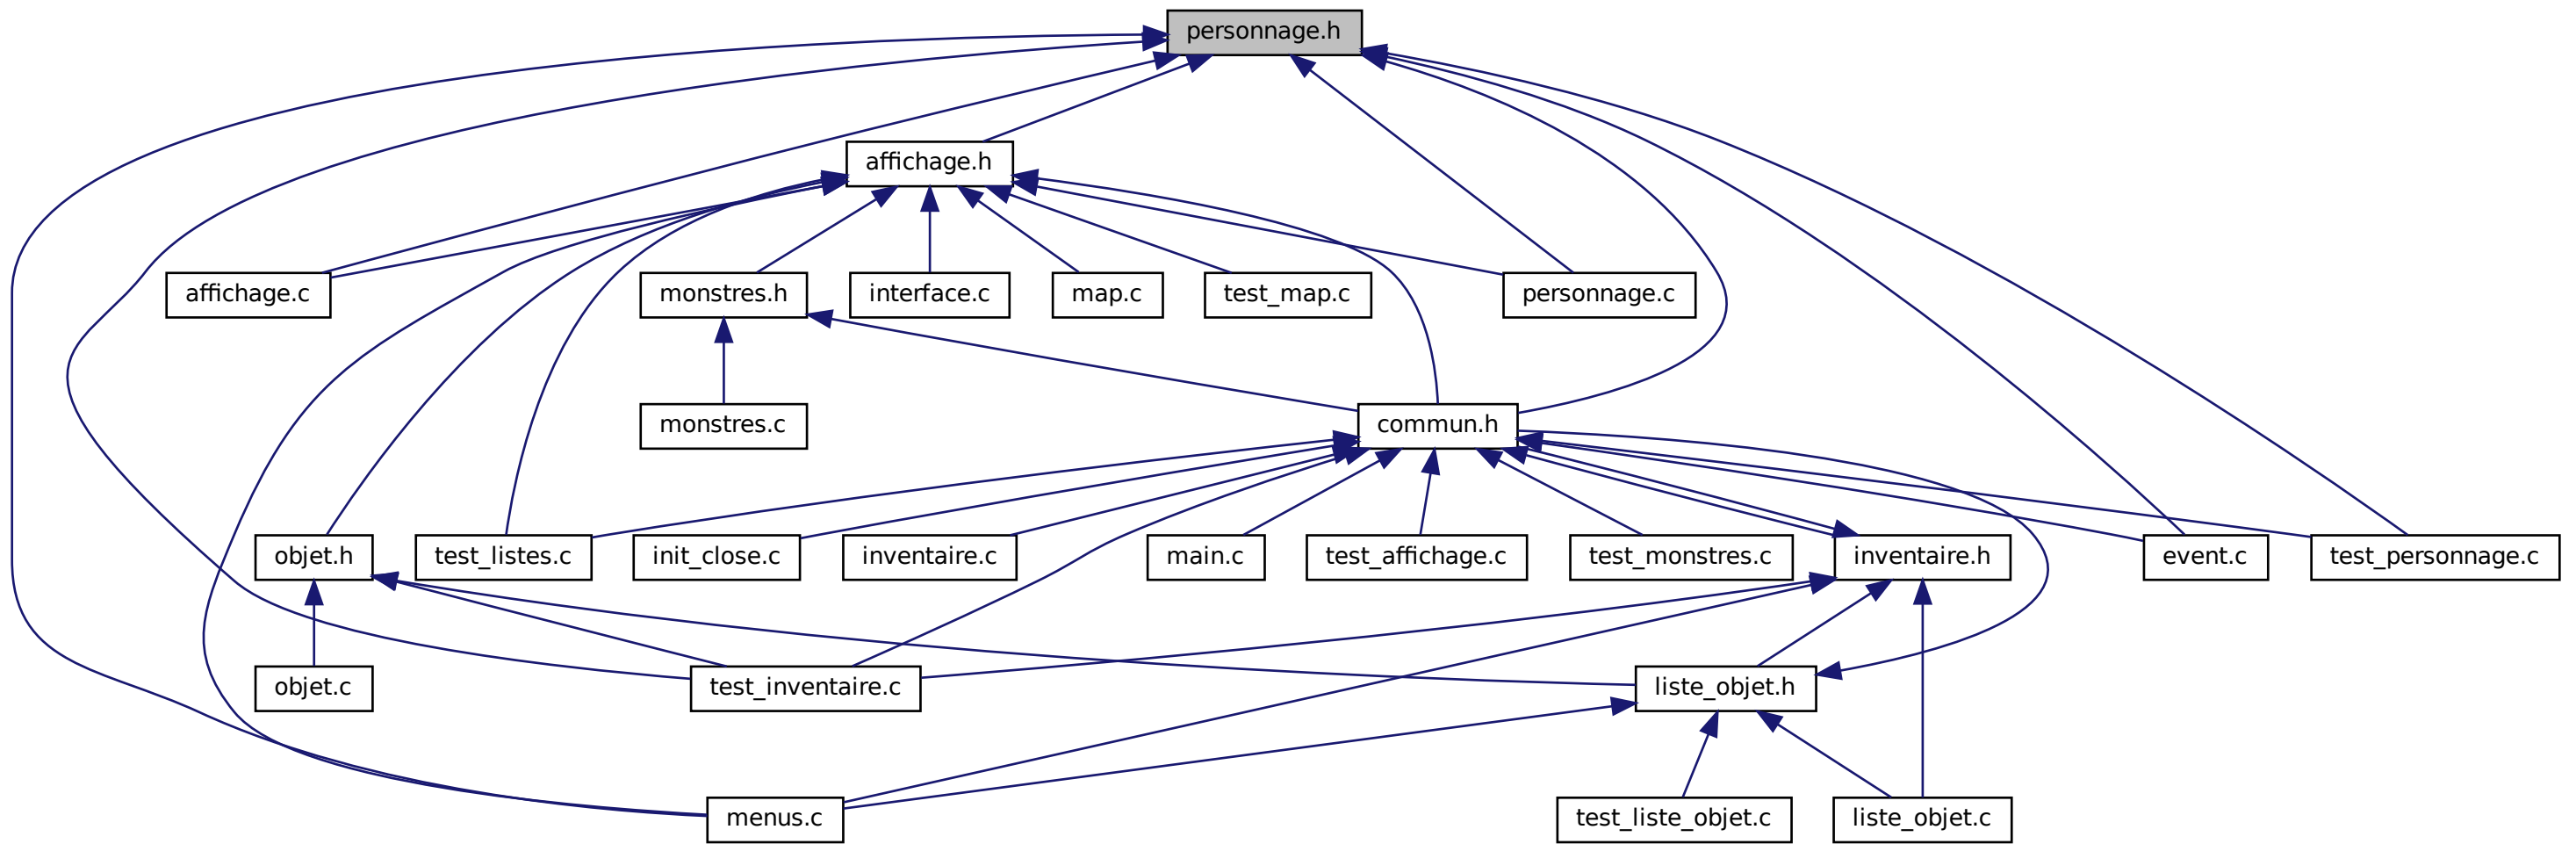 personnage.h
affichage.h
affichage.c
monstres.h
interface.c
map.c
test_map.c
personnage.c
monstres.c
commun.h
objet.h
test_listes.c
init_close.c
inventaire.c
main.c
test_affichage.c
test_monstres.c
inventaire.h
event.c
test_personnage.c
objet.c
test_inventaire.c
liste_objet.h
menus.c
test_liste_objet.c
liste_objet.c